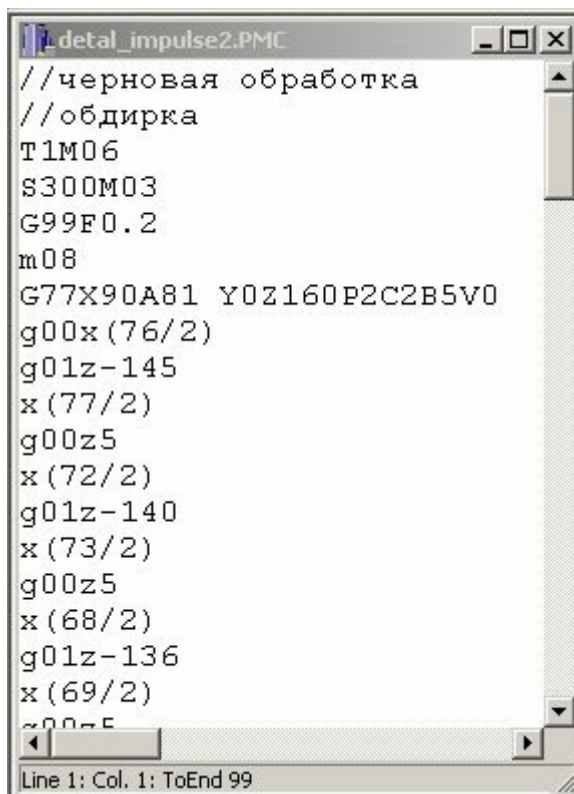 detal_impulse2.PMC
//черновая обработка
//обдирка
T1M06
S300M03
G99F0.2
m08
G77X90A81 Y0Z160P2C2B5V0
g00x(76/2)
g01z-145
x(77/2)
g00z5
x(72/2)
g01z-140
x(73/2)
g00z5
x(68/2)
g01z-136
x(69/2)
g00z5
Line 1: Col. 1: ToEnd 99